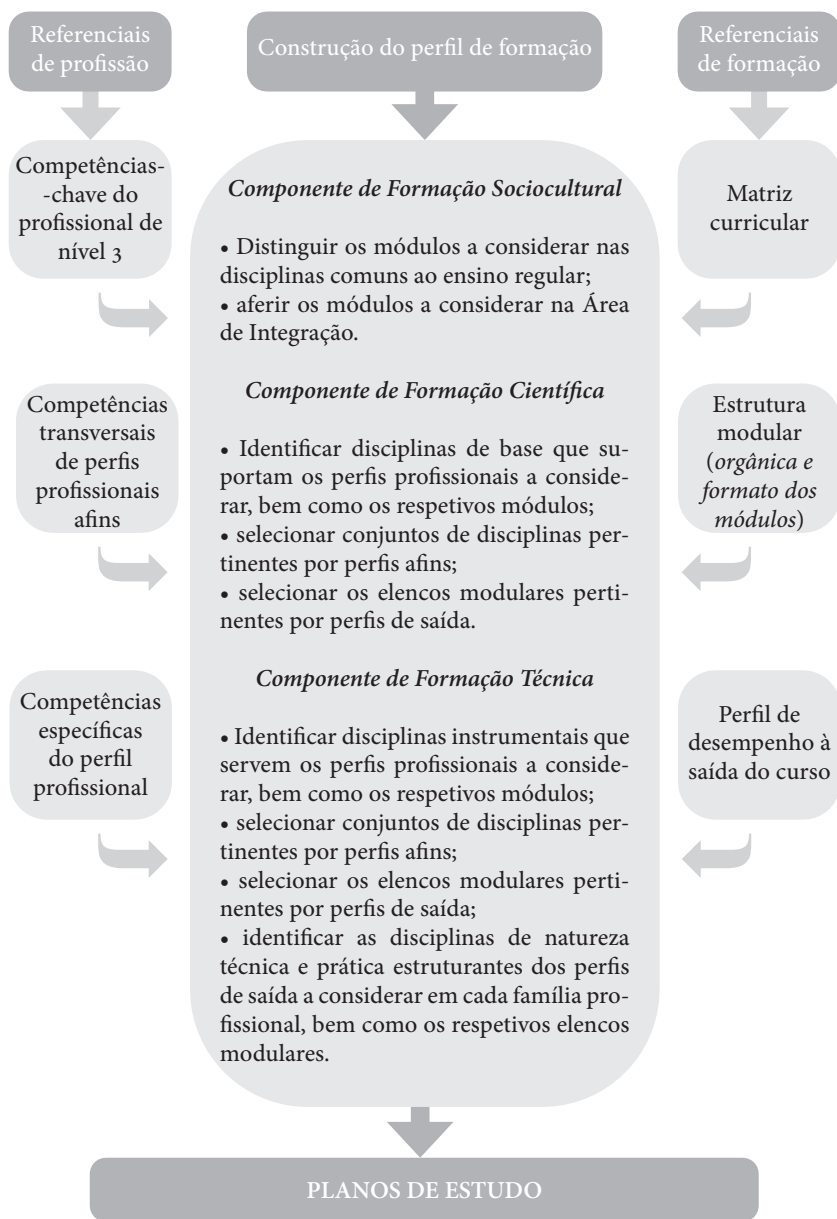 Referenciais
de profissão
Construção do perfil de formação
Referenciais
de formação
Competências-
-chave do
profissional de
nível 3
Competências
transversais
de perfis
profissionais
afins
Competências
específicas
do perfil
profissional
Componente de Formação Sociocultural
• Distinguir os módulos a considerar nas
disciplinas comuns ao ensino regular;
• aferir os módulos a considerar na Área
de Integração.
Componente de Formação Científica
• Identificar disciplinas de base que su-
portam os perfis profissionais a conside-
rar, bem como os respetivos módulos;
• selecionar conjuntos de disciplinas per-
tinentes por perfis afins;
• selecionar os elencos modulares perti-
nentes por perfis de saída.
Componente de Formação Técnica
• Identificar disciplinas instrumentais que
servem os perfis profissionais a conside-
rar, bem como os respetivos módulos;
• selecionar conjuntos de disciplinas per-
tinentes por perfis afins;
• selecionar os elencos modulares perti-
nentes por perfis de saída;
• identificar as disciplinas de natureza
técnica e prática estruturantes dos perfis
de saída a considerar em cada família pro-
fissional, bem como os respetivos elencos
modulares.
Matriz
curricular
Estrutura
modular
(orgânica e
formato dos
módulos)
Perfil de
desempenho à
saída do curso
PLANOS DE ESTUDO